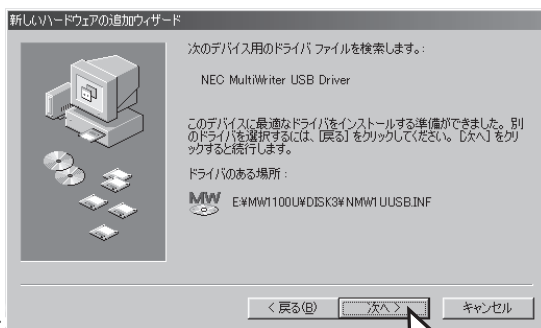 新しいハードウェアの追加ウィザード
次のデバイス用のドライバ ファイルを検索します。:
NEC MultiWriter USB Driver
このデバイスに最適なドライバをインストールする準備ができました。別
のドライバを選択するには、[戻る] をクリックしてください。[次へ] をクリ
ックすると続行します。
ドライバのある場所 :
MW
E:¥MW1100U¥DISK3¥NMW1UUSB.INF
< 戻る(B)
次へ >
キャンセル